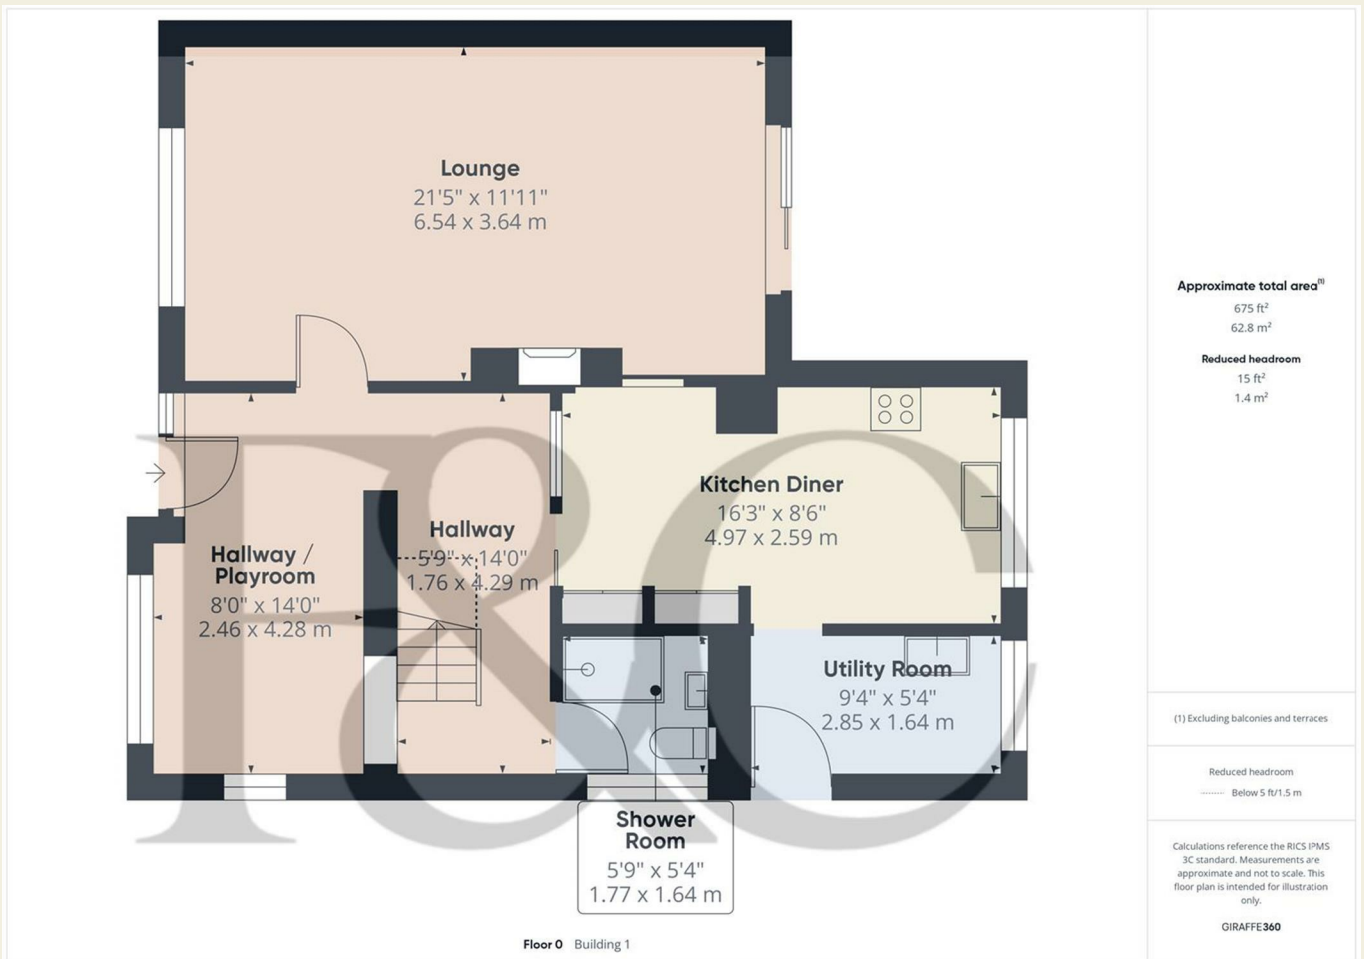 Lounge
21'5" x 11'11"
6.54 x 3.64 m
Kitchen Diner
16'3" x 8'6"
4.97 x 2.59 m
Hallway
5'9" x 14'0"
1.76 x 4.29 m
Hallway /
Playroom
8'0" x 14'0"
2.46 x 4.28 m
Utility Room
9'4" x 5'4"
2.85 x 1.64 m
Shower
Room
5'9" x 5'4"
1.77 x 1.64 m
F&C
Floor 0 Building 1
Approximate total area(1)
675 ft²
62.8 m²
Reduced headroom
15 ft²
1.4 m²
(1) Excluding balconies and terraces
Reduced headroom
Below 5 ft/1.5 m
Calculations reference the RICS IPMS
3C standard. Measurements are
approximate and not to scale. This
floor plan is intended for illustration
only.
GIRAFFE360